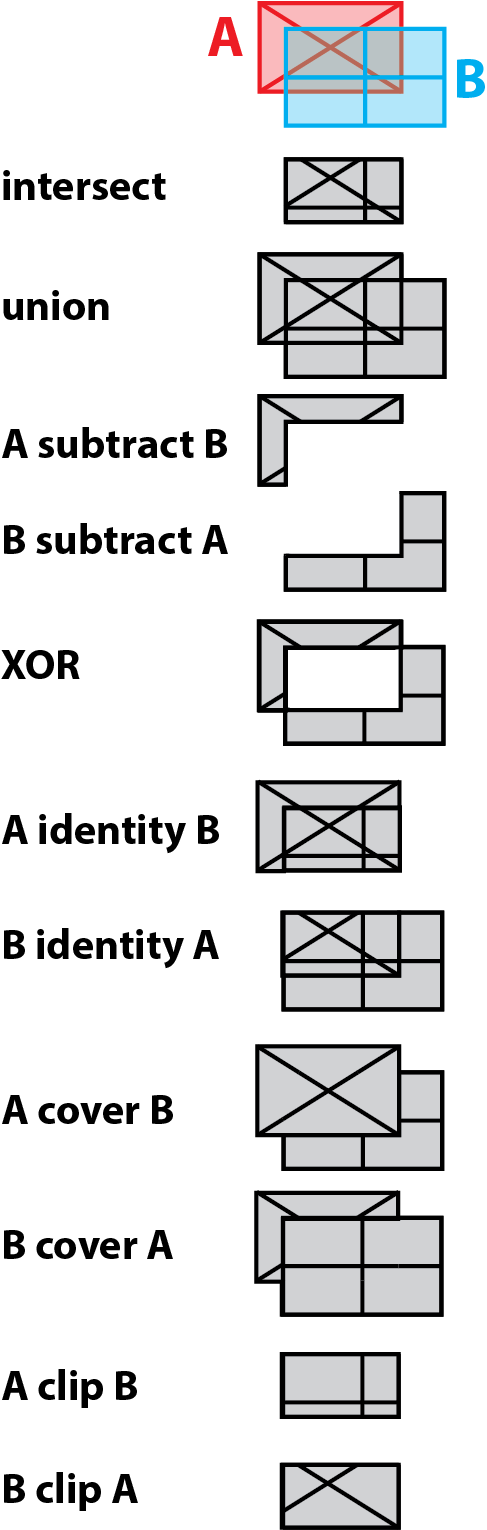 A
B
intersect
union
A subtract B
B subtract A
XOR
A identity B
B identity A
A cover B
B cover A
A clip B
B clip A